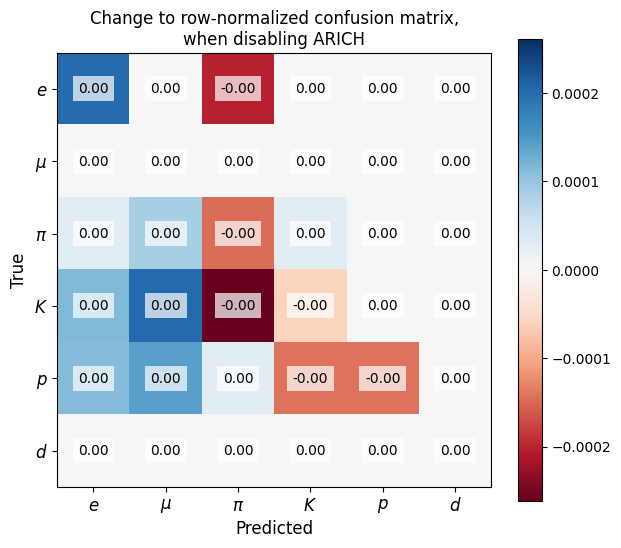 Change to row-normalized confusion matrix,
when disabling ARICH
e 0.00 0.00 -0.00 0.00 0.00 0.00
μ 0.00 0.00 0.00 0.00 0.00 0.00
π 0.00 0.00 -0.00 0.00 0.00 0.00
K 0.00 0.00 -0.00 -0.00 0.00 0.00
p 0.00 0.00 0.00 -0.00 -0.00 0.00
d 0.00 0.00 0.00 0.00 0.00 0.00
e μ π K p d
Predicted
True
0.0002
0.0001
0.0000
−0.0001
−0.0002